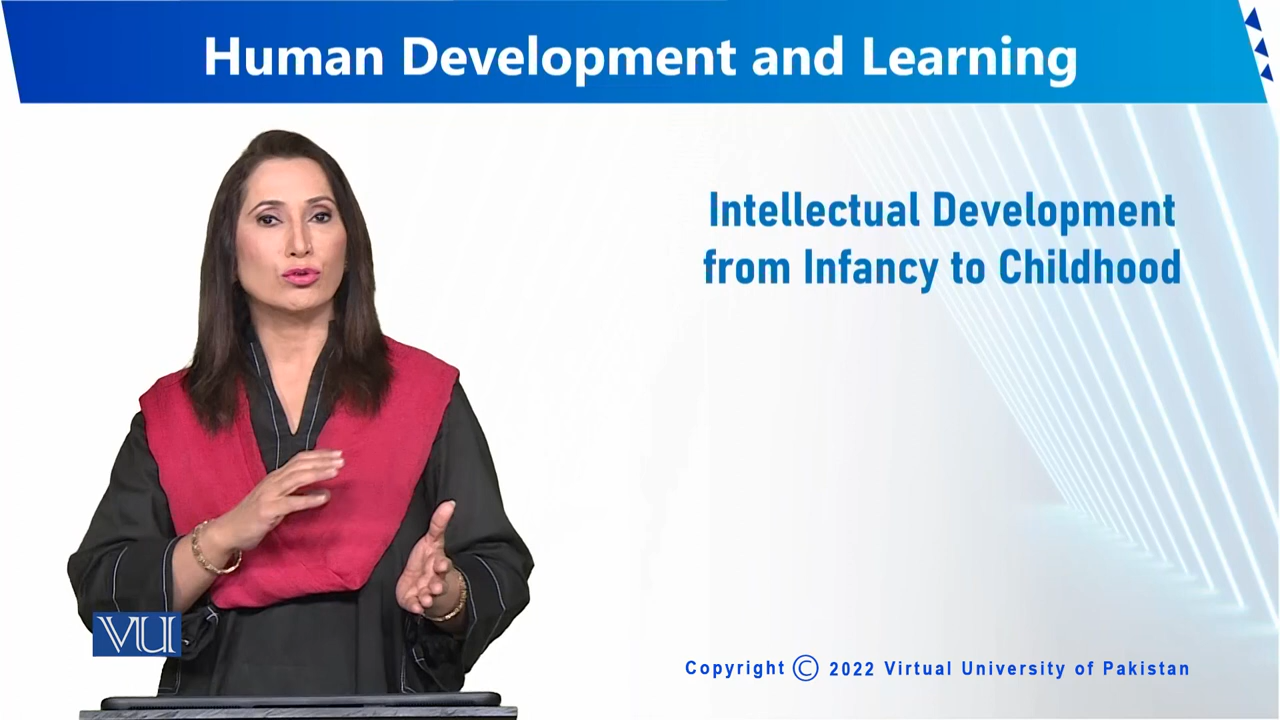 Human Development and Learning
Intellectual Development
from Infancy to Childhood
VU
Copyright © 2022 Virtual University of Pakistan